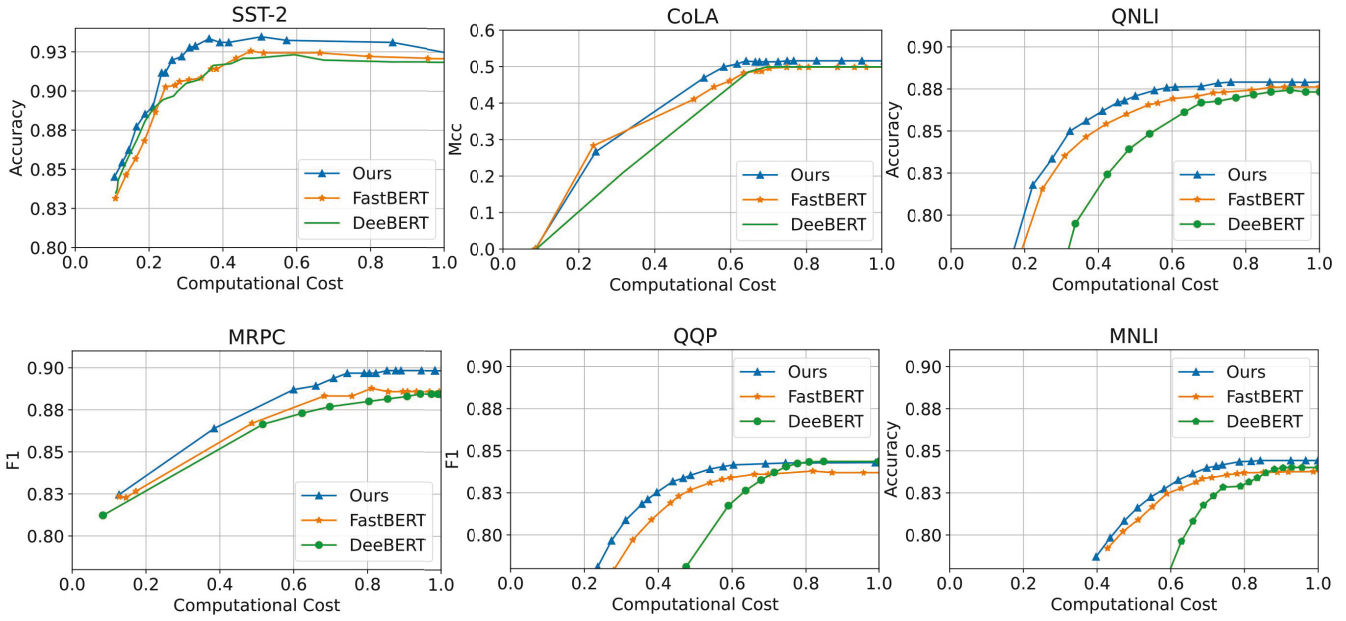 SST-2
0.93
0.90
0.88
0.85
0.83
0.80
Accuracy
0.0 0.2 0.4 0.6 0.8 1.0
Computational Cost
Ours
FastBERT
DeeBERT
CoLA
0.6
0.5
0.4
0.3
0.2
0.1
0.0
Mcc
0.0 0.2 0.4 0.6 0.8 1.0
Computational Cost
Ours
FastBERT
DeeBERT
QNLI
0.90
0.88
0.85
0.83
0.80
Accuracy
0.0 0.2 0.4 0.6 0.8 1.0
Computational Cost
Ours
FastBERT
DeeBERT
MRPC
0.90
0.88
0.85
0.83
0.80
F1
0.0 0.2 0.4 0.6 0.8 1.0
Computational Cost
Ours
FastBERT
DeeBERT
QQP
0.90
0.88
0.85
0.83
0.80
F1
0.0 0.2 0.4 0.6 0.8 1.0
Computational Cost
Ours
FastBERT
DeeBERT
MNLI
0.90
0.88
0.85
0.83
0.80
Accuracy
0.0 0.2 0.4 0.6 0.8 1.0
Computational Cost
Ours
FastBERT
DeeBERT